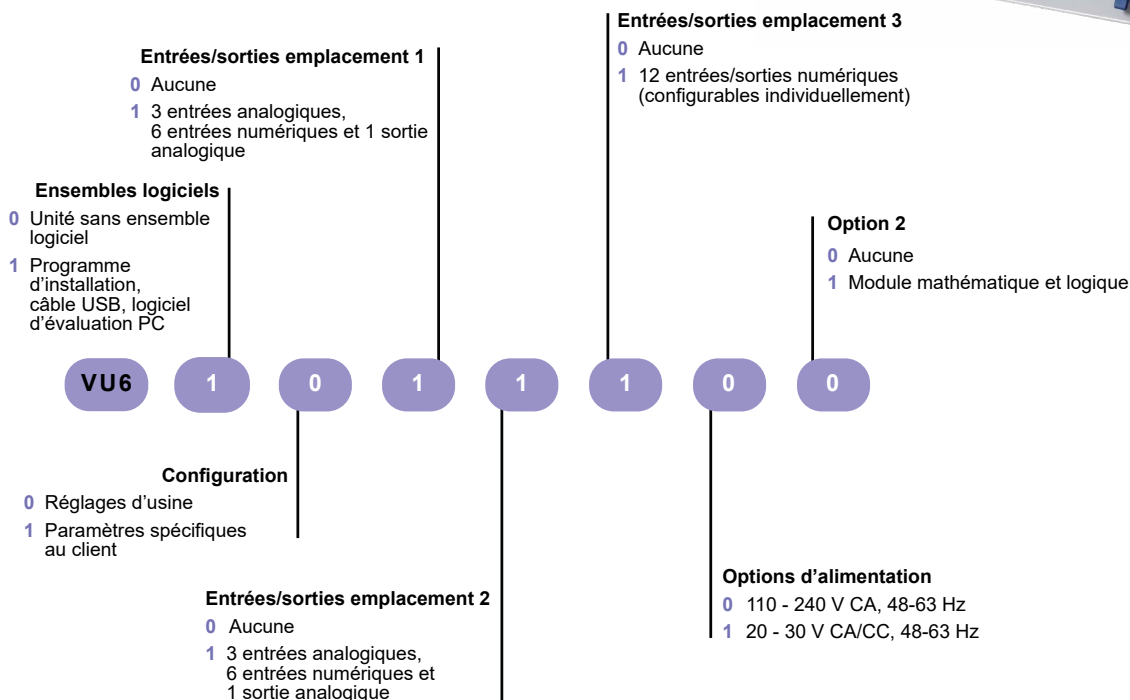 Entrées/sorties emplacement 3
0 Aucune
1 12 entrées/sorties numériques
(configurables individuellement)
Entrées/sorties emplacement 1
0 Aucune
1 3 entrées analogiques,
6 entrées numériques et 1 sortie
analogique
Ensembles logiciels
0 Unité sans ensemble
logiciel
1 Programme
d'installation,
câble USB, logiciel
d'évaluation PC
Option 2
0 Aucune
1 Module mathématique et logique
VU6 1 0 1 1 1 0 0
Configuration
0 Réglages d'usine
1 Paramètres spécifiques
au client
Entrées/sorties emplacement 2
0 Aucune
1 3 entrées analogiques,
6 entrées numériques et
1 sortie analogique
Options d'alimentation
0 110 - 240 V CA, 48-63 Hz
1 20 - 30 V CA/CC, 48-63 Hz